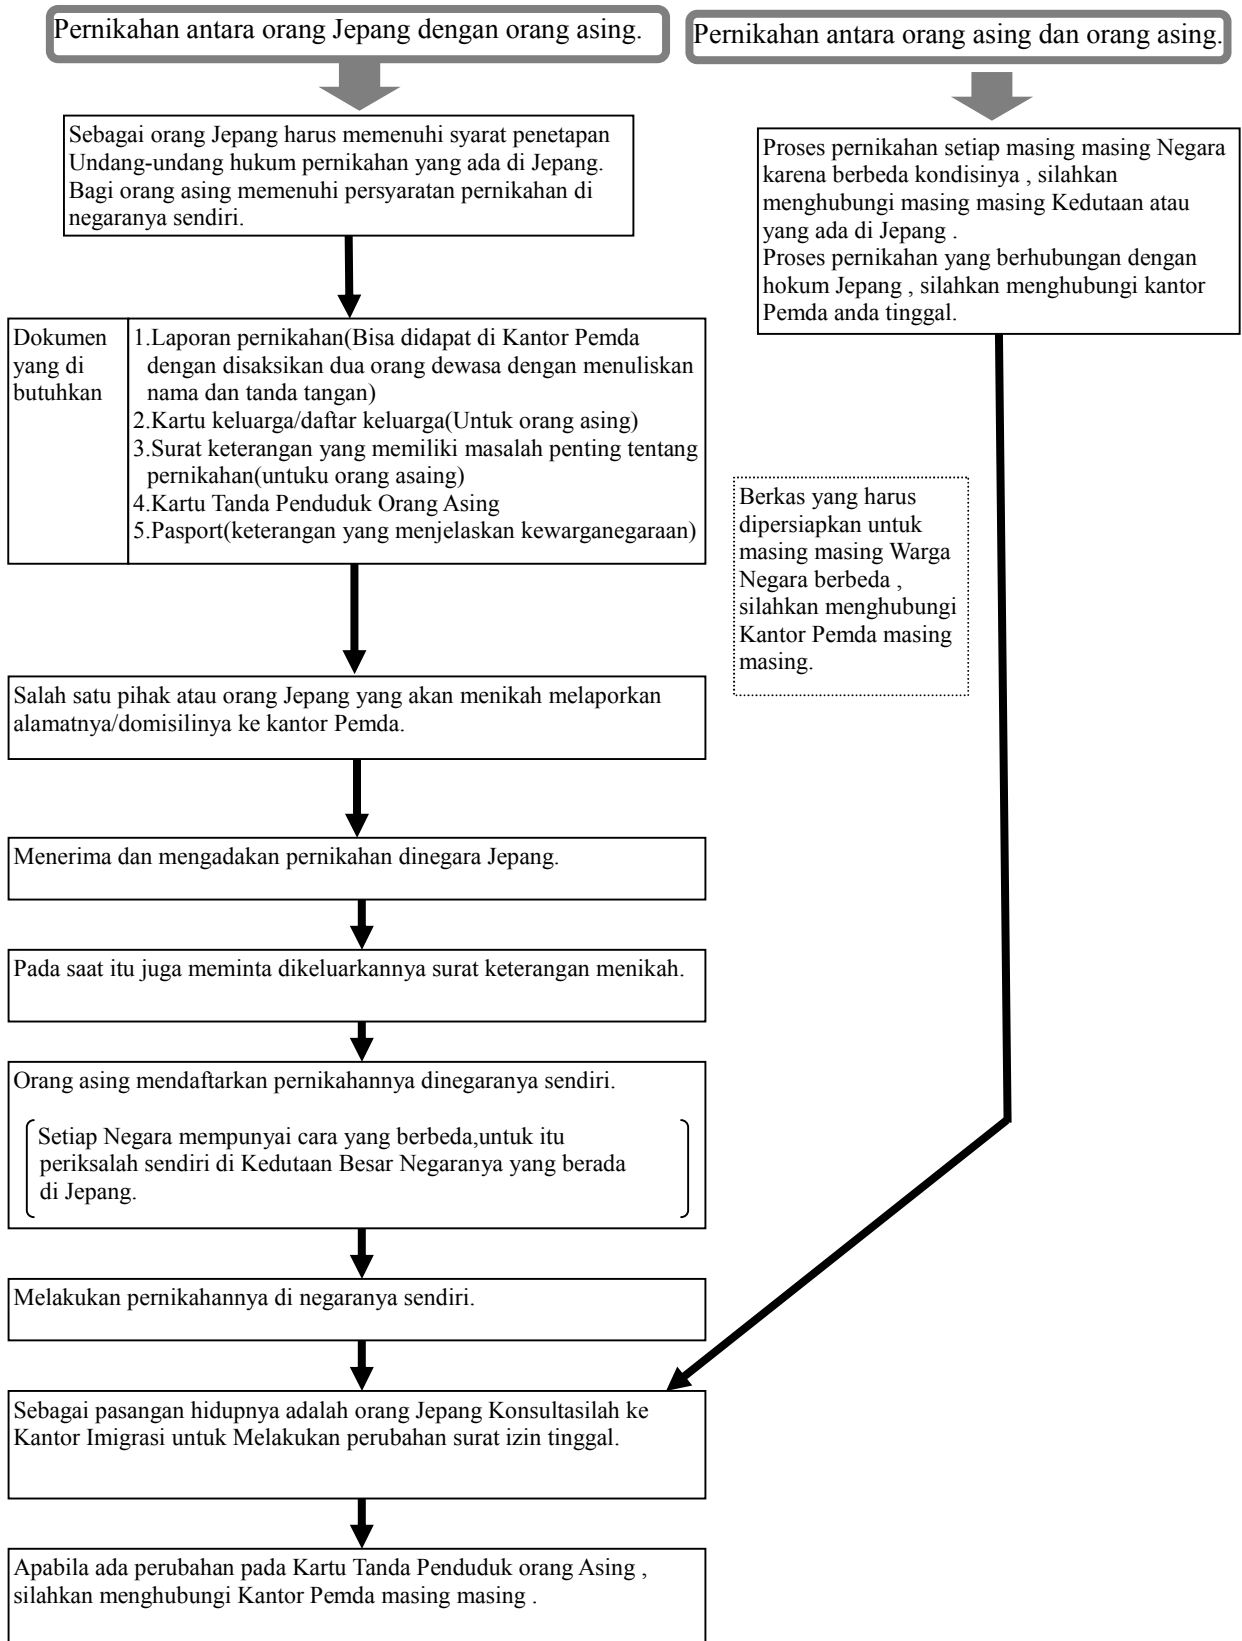 Pernikahan antara orang Jepang dengan orang asing.
Sebagai orang Jepang harus memenuhi syarat penetapan
Undang-undang hukum pernikahan yang ada di Jepang.
Bagi orang asing memenuhi persyaratan pernikahan di
negaranya sendiri.
Dokumen
yang di
butuhkan
1.Laporan pernikahan(Bisa didapat di Kantor Pemda
dengan disaksikan dua orang dewasa dengan menuliskan
nama dan tanda tangan)
2.Kartu keluarga/daftar keluarga(Untuk orang asing)
3.Surat keterangan yang memiliki masalah penting tentang
pernikahan(untuku orang asaing)
4.Kartu Tanda Penduduk Orang Asing
5.Pasport(keterangan yang menjelaskan kewarganegaraan)
Salah satu pihak atau orang Jepang yang akan menikah melaporkan
alamatnya/domisilinya ke kantor Pemda.
Menerima dan mengadakan pernikahan dinegara Jepang.
Pada saat itu juga meminta dikeluarkannya surat keterangan menikah.
Orang asing mendaftarkan pernikahannya dinegaranya sendiri.
Setiap Negara mempunyai cara yang berbeda,untuk itu
periksalah sendiri di Kedutaan Besar Negaranya yang berada
di Jepang.
Melakukan pernikahannya di negaranya sendiri.
Sebagai pasangan hidupnya adalah orang Jepang Konsultasilah ke
Kantor Imigrasi untuk Melakukan perubahan surat izin tinggal.
Apabila ada perubahan pada Kartu Tanda Penduduk orang Asing ,
silahkan menghubungi Kantor Pemda masing masing .
Pernikahan antara orang asing dan orang asing.
Proses pernikahan setiap masing masing Negara
karena berbeda kondisinya , silahkan
menghubungi masing masing Kedutaan atau
yang ada di Jepang .
Proses pernikahan yang berhubungan dengan
hokum Jepang , silahkan menghubungi kantor
Pemda anda tinggal.
Berkas yang harus
dipersiapkan untuk
masing masing Warga
Negara berbeda ,
silahkan menghubungi
Kantor Pemda masing
masing.